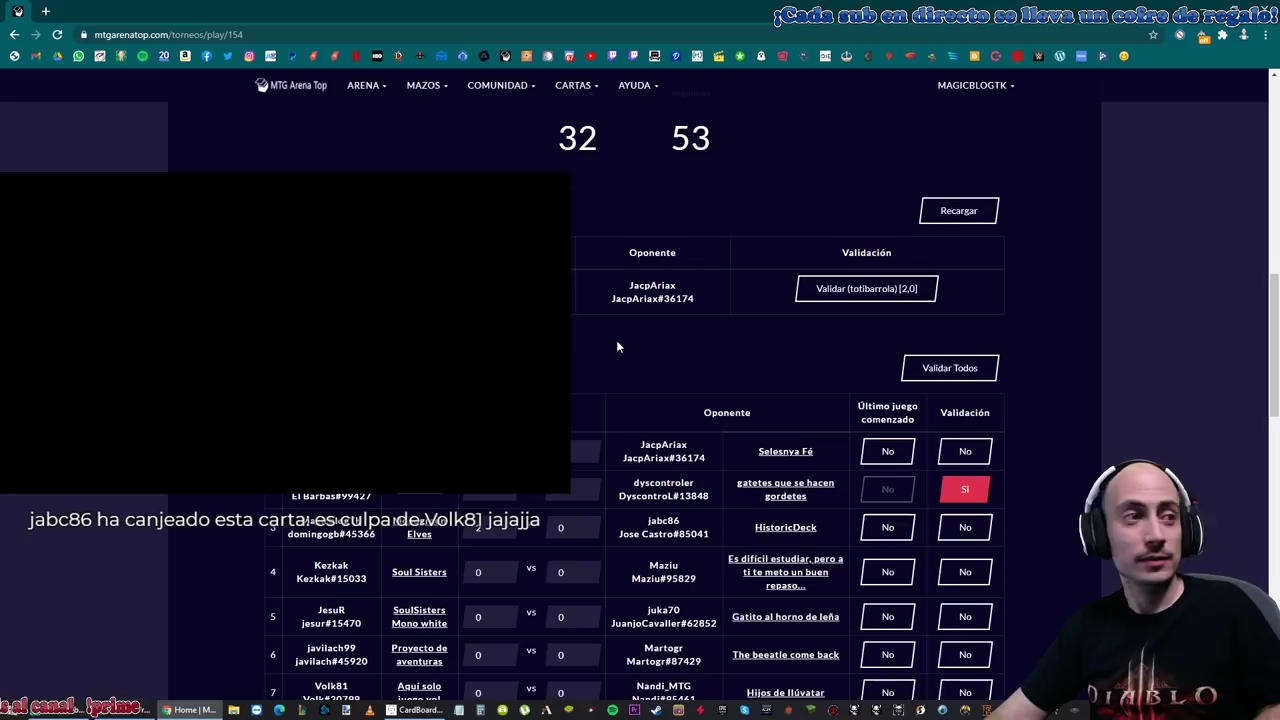 ¡Cada sub en directo se lleva un cofre de regalo!
mtgarenatop.com/torneos/play/154
MTG Arena Top
ARENA
MAZOS
COMUNIDAD
CARTAS
AYUDA
MAGICBLOGTK
32 53
Recargar
Oponente Validación
JacpAriax
JacpAriax#36174
Validar (totibarrola) [2,0]
Validar Todos
Oponente
Último juego
comenzado
Validación
JacpAriax
JacpAriax#36174
Selesnya Fé
No No
El Barbas#99427
dyscontroler
DyscontroL#13848
gatetes que se hacen
gordetes
No Si
jabc86 ha canjeado esta carta es culpa de Volk81 jajajja
domingogb#45366
Elves
2 0
jabc86
Jose Castro#85041
HistoricDeck
No No
4
Kezkak
Kezkak#15033
Soul Sisters
0 vs 0
Maziu
Maziu#95829
Es difícil estudiar, pero a
ti te meto un buen
repaso...
No No
5
JesuR
jesur#15470
SoulSisters
Mono white
0 vs 0
juka70
JuanjoCavaller#62852
Gatito al horno de leña
No No
6
javilach99
javilach#45920
Proyecto de
aventuras
0 vs 0
Martogr
Martogr#87429
The beeatle come back
No No
7
Volk81
Aquí solo
0 vs 0
Nandi_MTG
Hijos de Ilúvatar
No No
DIABLO
s al canal !prime
Home | M...
CardBoard...